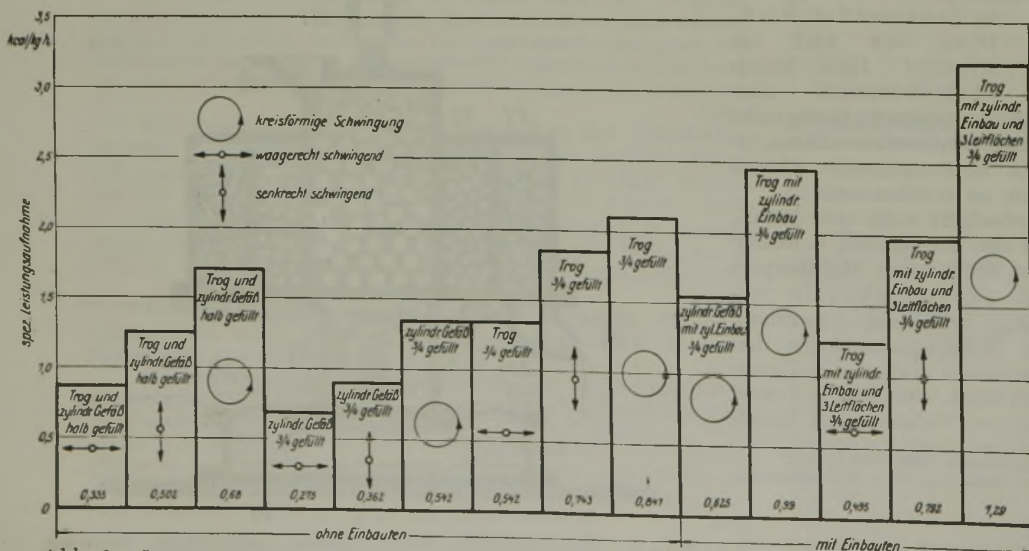 3,5
kcal/kg h
3,0
2,5
2,0
1,5
1,0
0,5
0
spez. Leistungsaufnahme
kreisförmige Schwingung
waagerecht schwingend
senkrecht schwingend
Trog und
zylindr. Gefäß
halb gefüllt
0,335
Trog und
zylindr. Gefäß
halb gefüllt
0,502
Trog und
zylindr. Gefäß
halb gefüllt
0,68
zylindr. Gefäß
3/4 gefüllt
0,275
zylindr. Gefäß
3/4 gefüllt
0,362
zylindr. Gefäß
3/4 gefüllt
0,542
Trog
3/4 gefüllt
0,542
Trog
3/4 gefüllt
0,743
Trog
3/4 gefüllt
0,847
zylindr. Gefäß
mit zyl. Einbau
3/4 gefüllt
0,625
Trog mit
zylindr.
Einbau
3/4 gefüllt
0,99
Trog
mit zylindr.
Einbau und
3 Leitflächen
3/4 gefüllt
0,495
Trog
mit zylindr.
Einbau und
3 Leitflächen
3/4 gefüllt
0,792
Trog
mit zylindr.
Einbau und
3 Leitflächen
3/4 gefüllt
1,29
ohne Einbauten
mit Einbauten